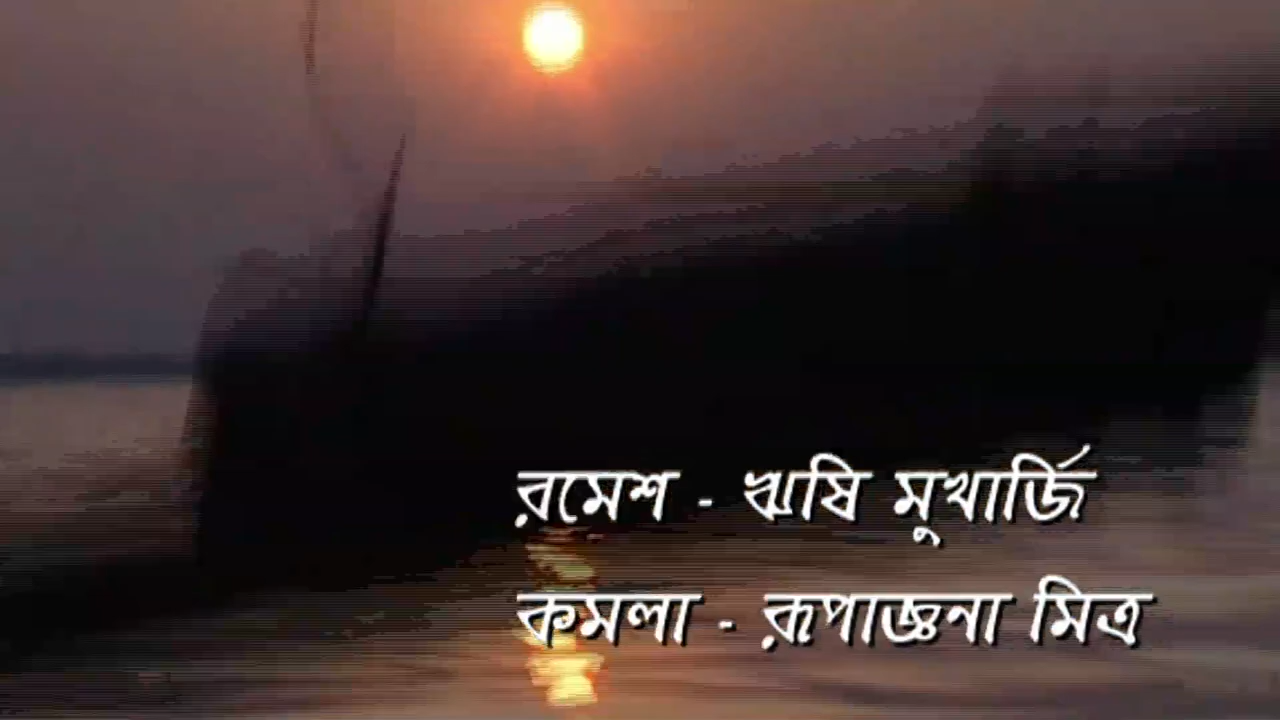 রমেশ - ঋষি মুখার্জি
কমলা - রূপাঞ্জনা মিত্র